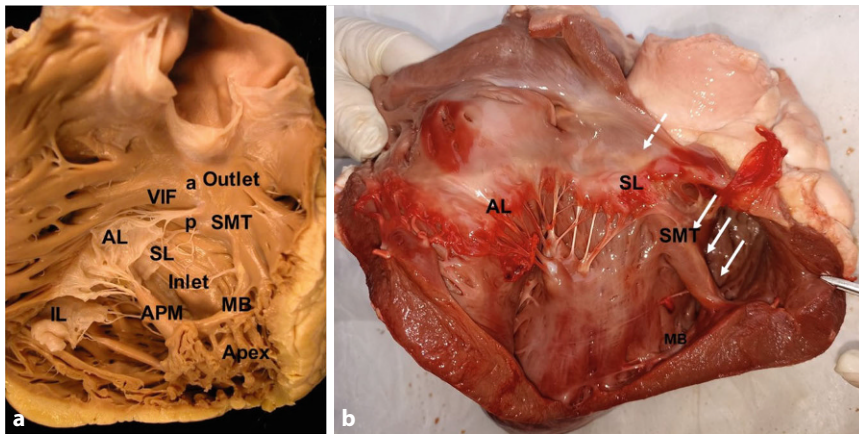 a Outlet
VIF
AL
p SMT
SL
Inlet
IL
APM
MB
Apex
a
SL
AL
SMT
MB
b